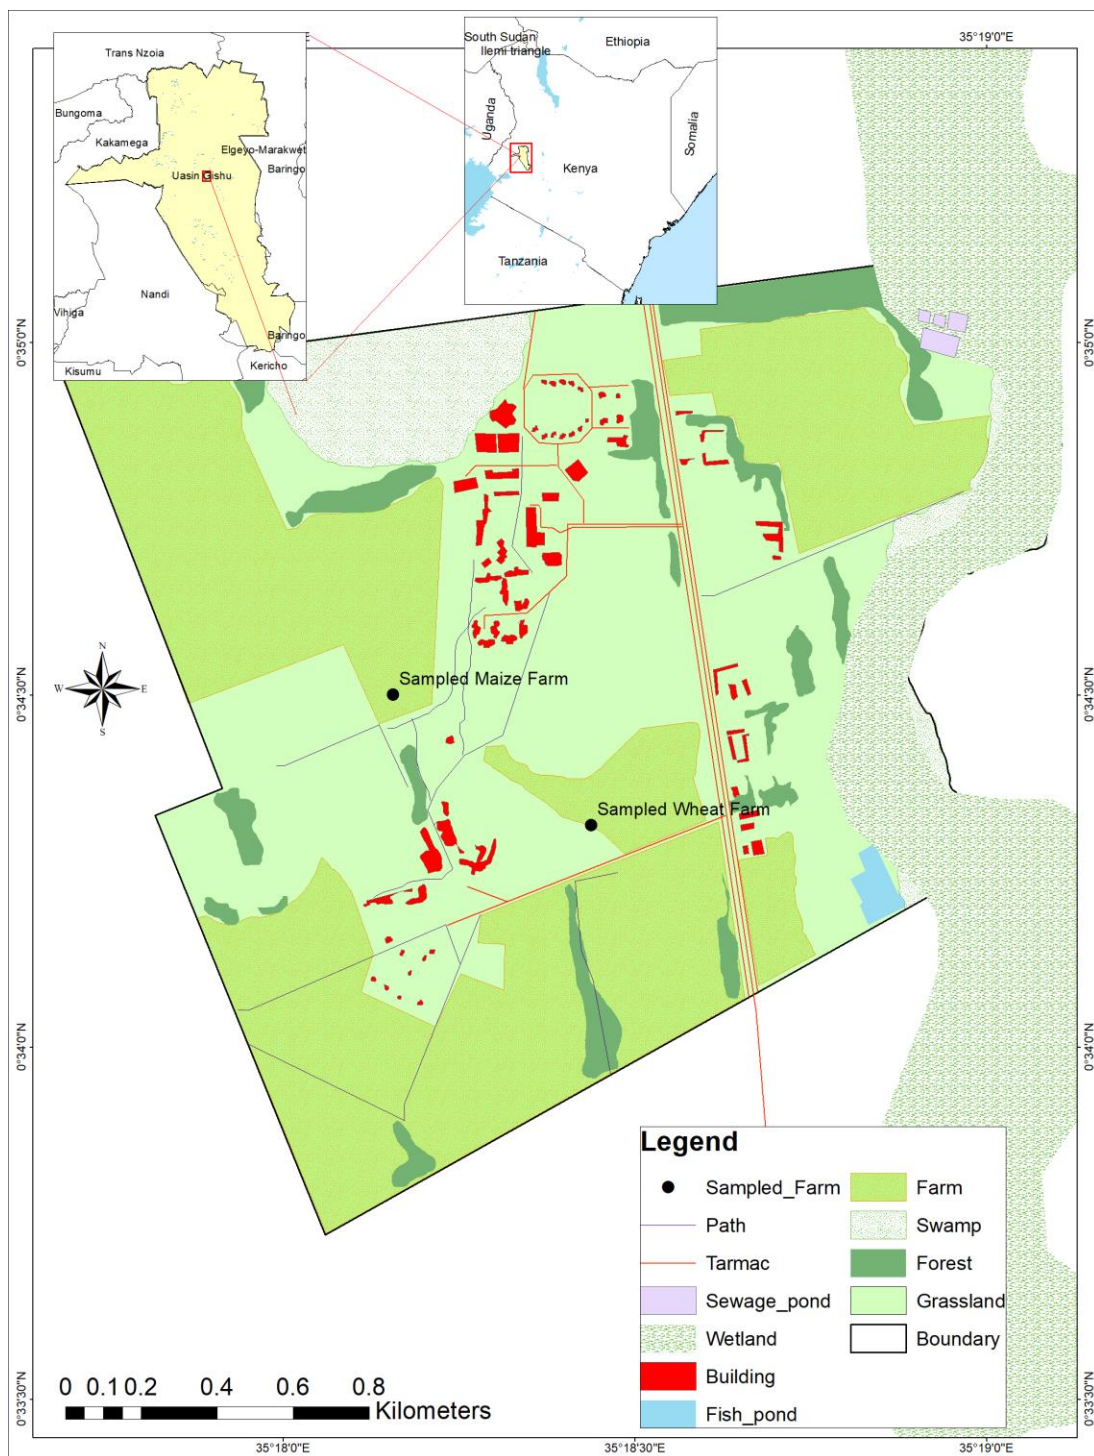 35°19'0"E
Trans Nzoia
Bungoma
Kakamega
Elgeyo-Marakwet
Baringo
Uasin Gishu
Nandi
Vihiga
Baringo
Kericho
Kisumu
South Sudan
Ilemi triangle
Ethiopia
Uganda
Somalia
Kenya
Tanzania
0°35'0"N
0°35'0"N
N
W
E
S
Sampled Maize Farm
0°34'30"N
0°34'30"N
Sampled Wheat Farm
0°34'0"N
0°34'0"N
Legend
Sampled_Farm
Path
Tarmac
Sewage_pond
Wetland
Building
Fish_pond
Farm
Swamp
Forest
Grassland
Boundary
0 0.1 0.2 0.4 0.6 0.8
Kilometers
0°33'30"N
0°33'30"N
35°18'0"E
35°18'30"E
35°19'0"E